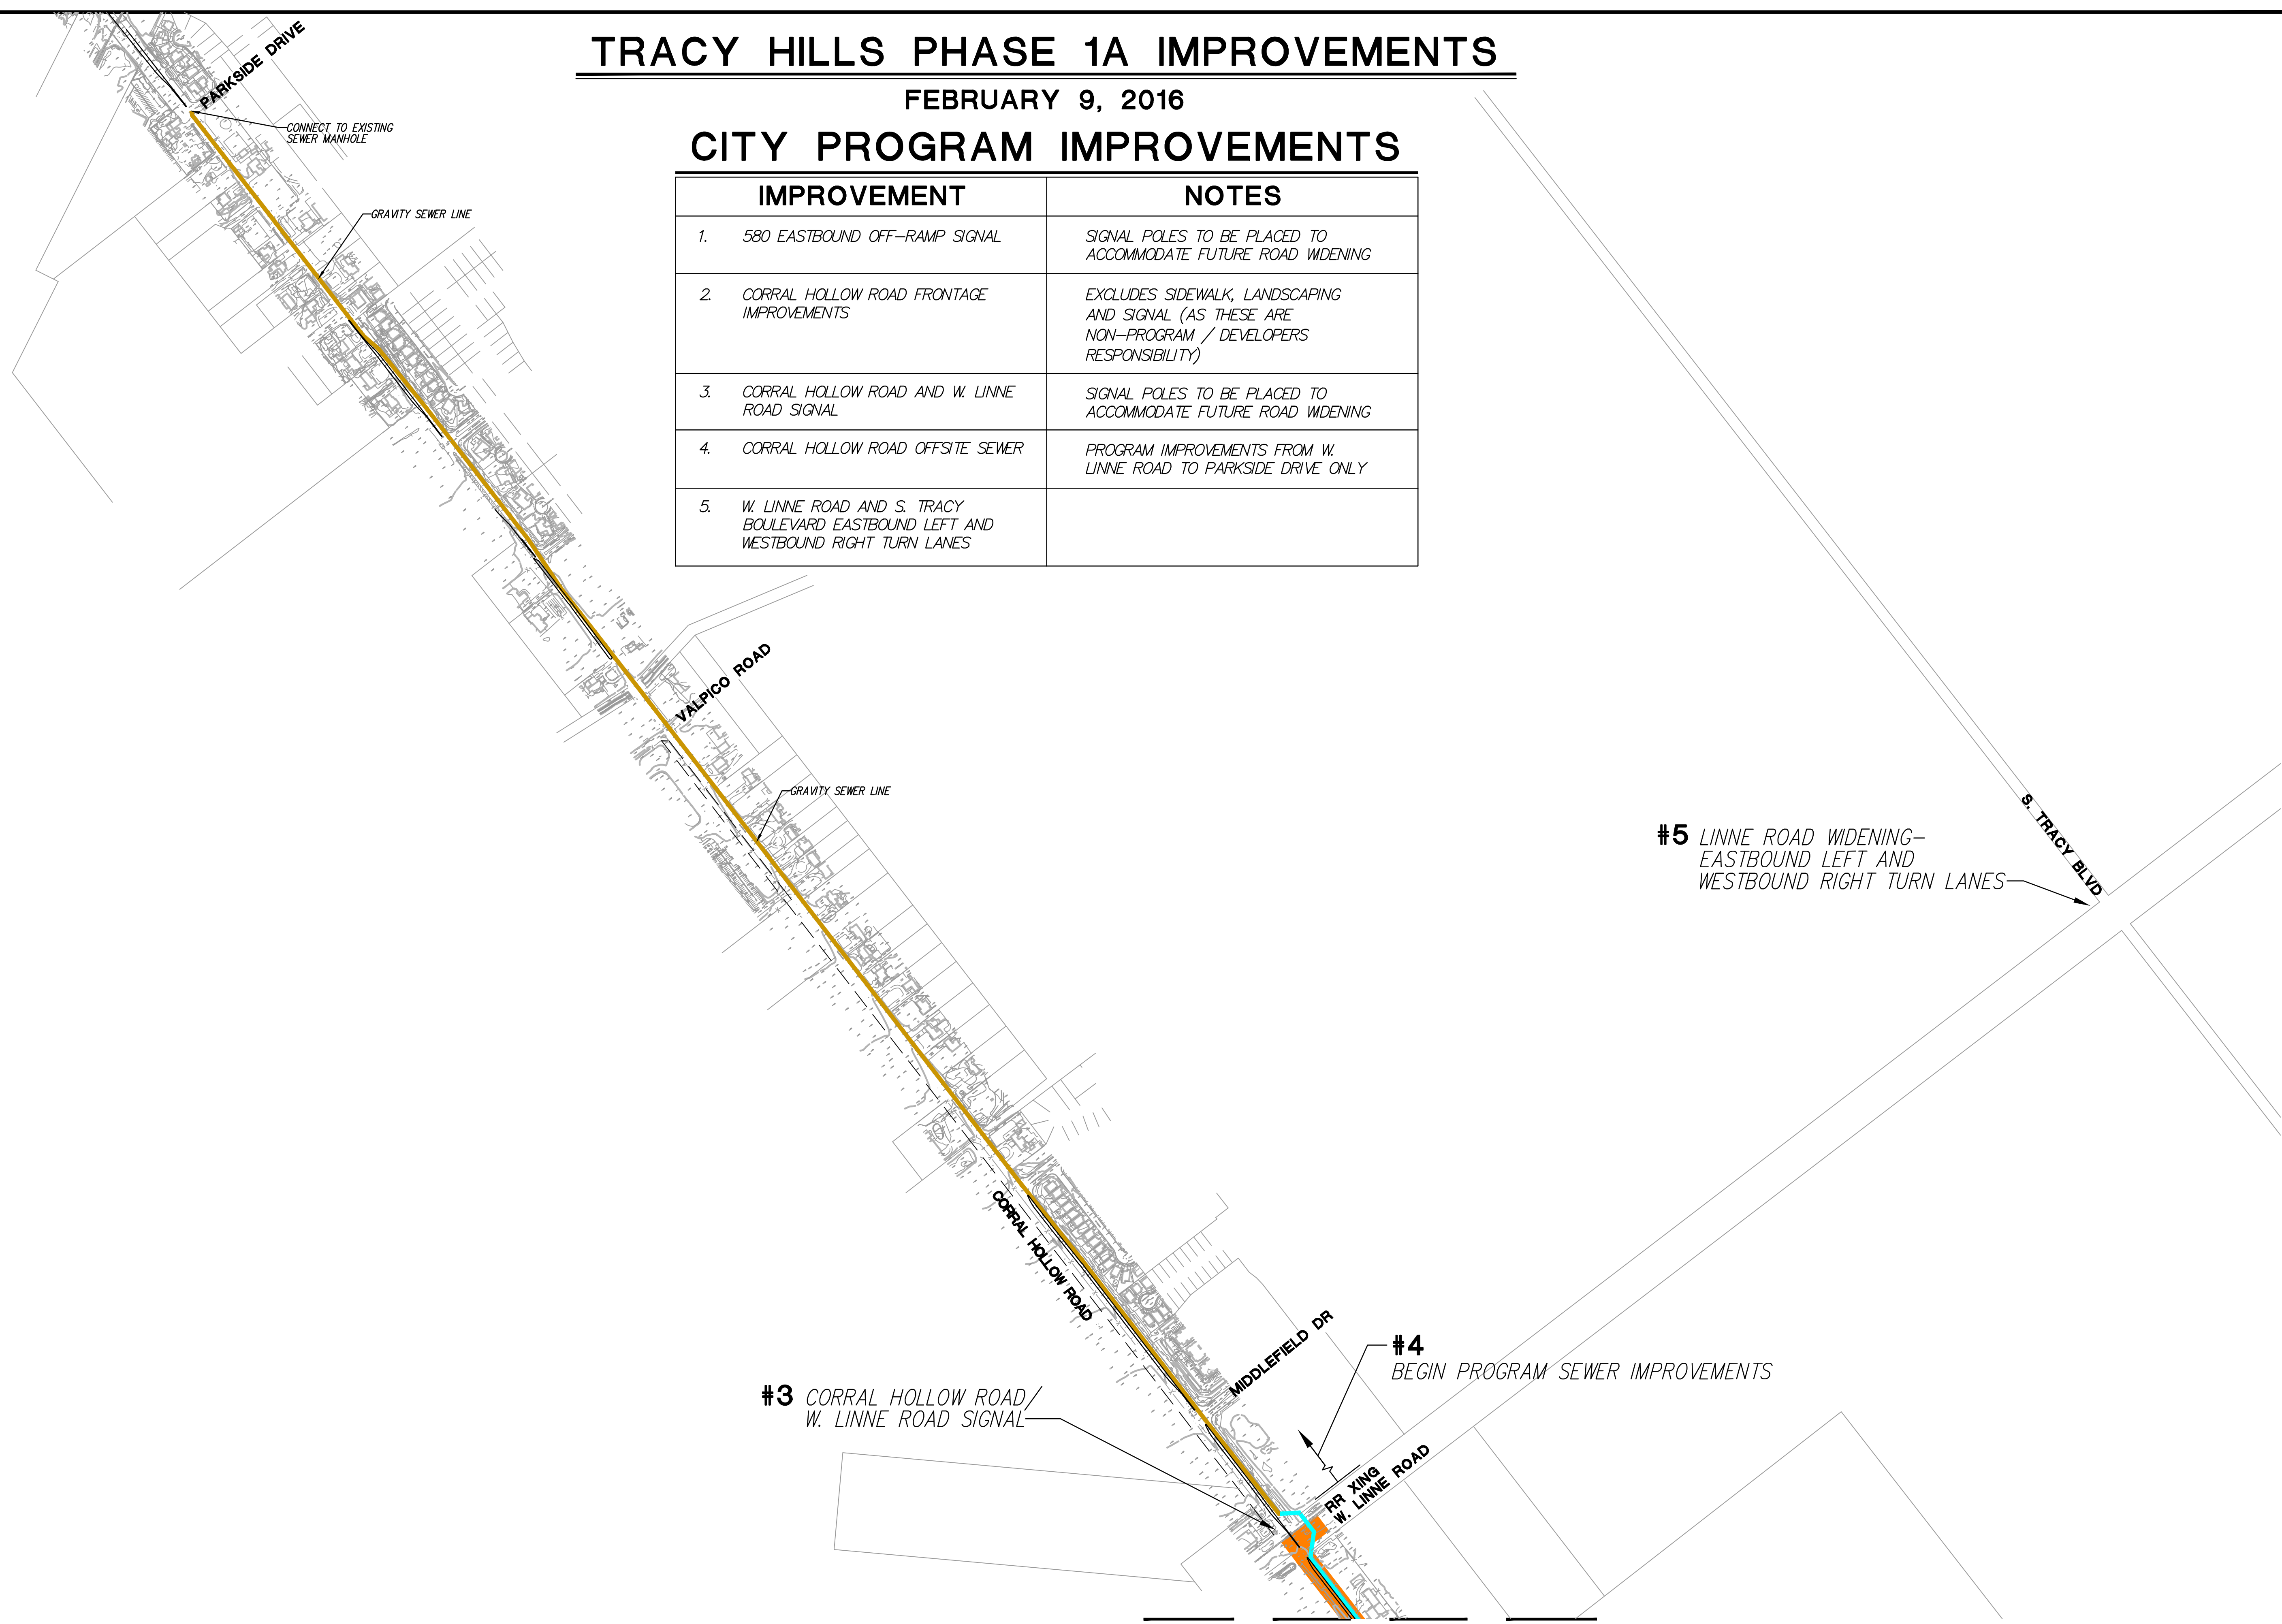 TRACY HILLS PHASE 1A IMPROVEMENTS
FEBRUARY 9, 2016
CITY PROGRAM IMPROVEMENTS
IMPROVEMENT
NOTES
1. 580 EASTBOUND OFF-RAMP SIGNAL
SIGNAL POLES TO BE PLACED TO
ACCOMMODATE FUTURE ROAD WIDENING
2. CORRAL HOLLOW ROAD FRONTAGE
IMPROVEMENTS
EXCLUDES SIDEWALK, LANDSCAPING
AND SIGNAL (AS THESE ARE
NON-PROGRAM / DEVELOPERS
RESPONSIBILITY)
3. CORRAL HOLLOW ROAD AND W. LINNE
ROAD SIGNAL
SIGNAL POLES TO BE PLACED TO
ACCOMMODATE FUTURE ROAD WIDENING
4. CORRAL HOLLOW ROAD OFFSITE SEWER
PROGRAM IMPROVEMENTS FROM W.
LINNE ROAD TO PARKSIDE DRIVE ONLY
5. W. LINNE ROAD AND S. TRACY
BOULEVARD EASTBOUND LEFT AND
WESTBOUND RIGHT TURN LANES
PARKSIDE DRIVE
CONNECT TO EXISTING
SEWER MANHOLE
GRAVITY SEWER LINE
VALPICO ROAD
GRAVITY SEWER LINE
#5 LINNE ROAD WIDENING-
EASTBOUND LEFT AND
WESTBOUND RIGHT TURN LANES
S. TRACY BLVD
CORRAL HOLLOW ROAD
MIDDLEFIELD DR
#4
BEGIN PROGRAM SEWER IMPROVEMENTS
#3 CORRAL HOLLOW ROAD/
W. LINNE ROAD SIGNAL
RR XING
W. LINNE ROAD